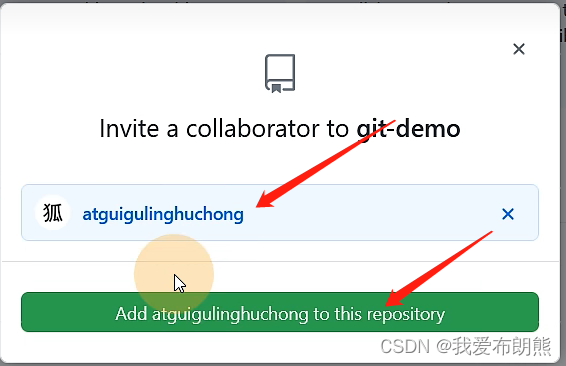 Invite a collaborator to git-demo
狐 atguigulinghuchong
Add atguigulinghuchong to this repository
CSDN @我爱布朗熊